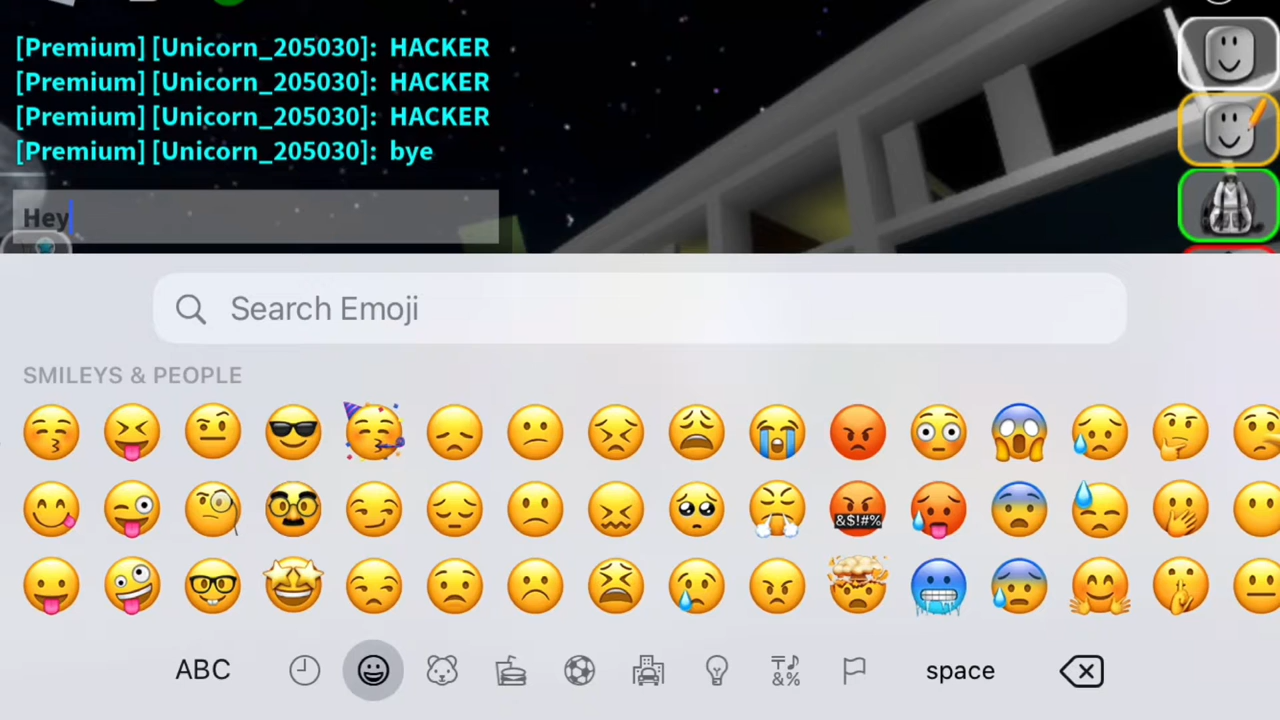 [Premium] [Unicorn_205030]: HACKER
[Premium] [Unicorn_205030]: HACKER
[Premium] [Unicorn_205030]: HACKER
[Premium] [Unicorn_205030]: bye
Hey
Search Emoji
SMILEYS & PEOPLE
&$!#%
ABC
space